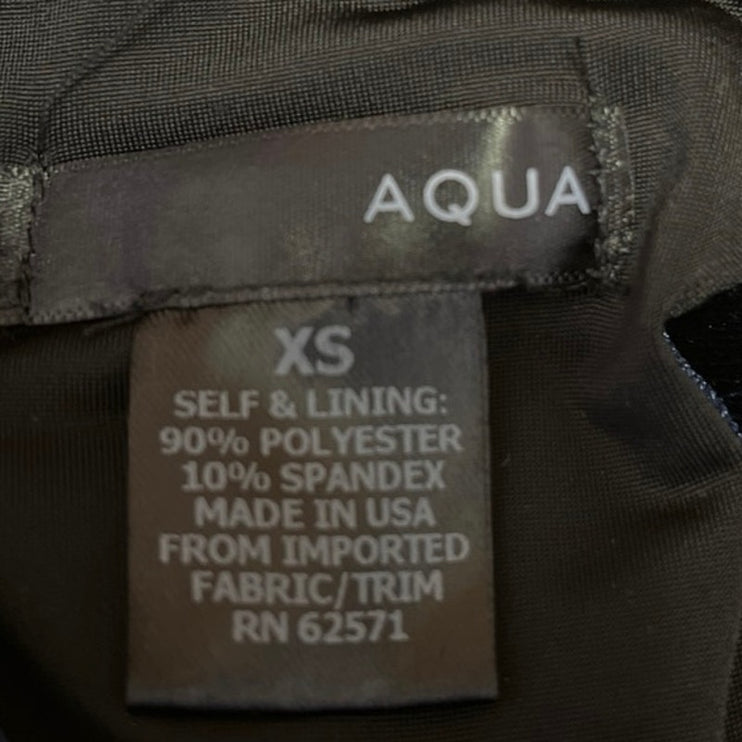 AQUA
XS
SELF & LINING:
90% POLYESTER
10% SPANDEX
MADE IN USA
FROM IMPORTED
FABRIC/TRIM
RN 62571